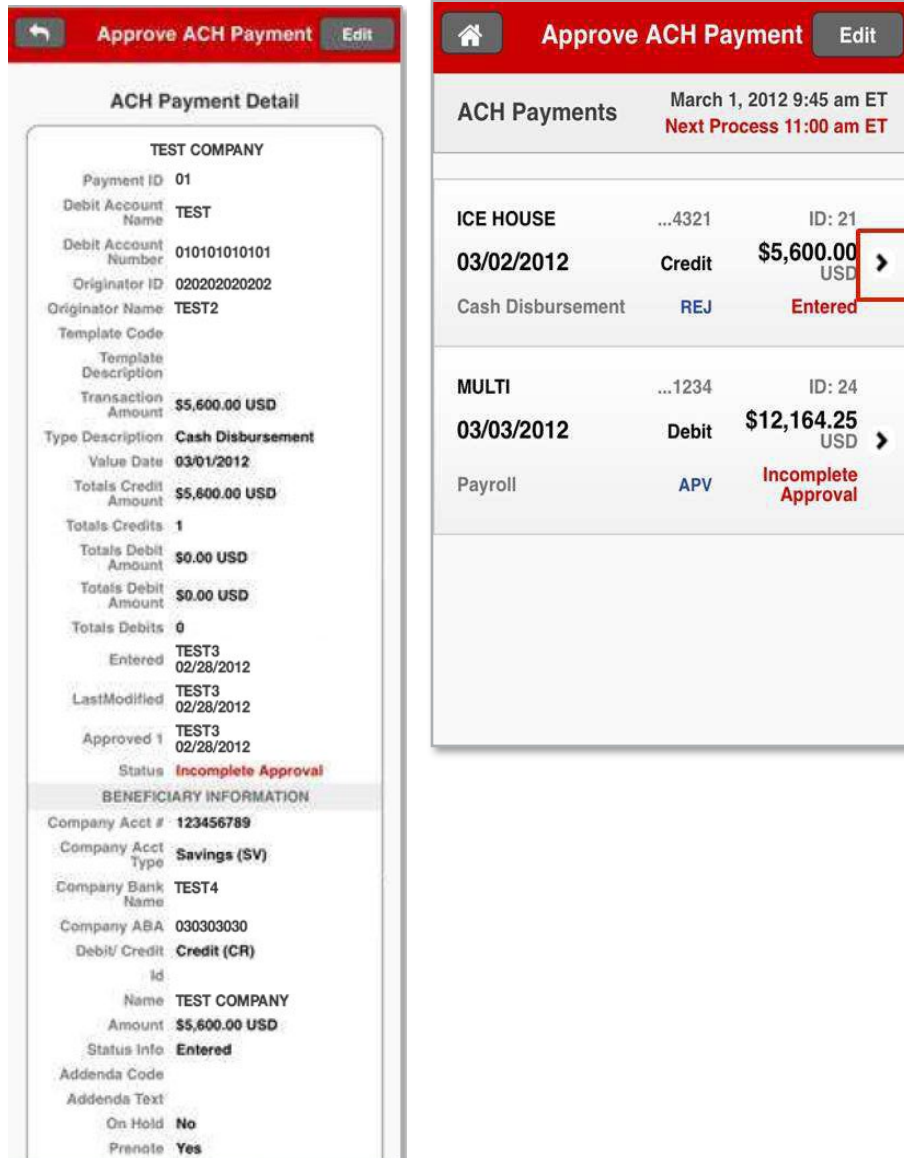 Approve ACH Payment Edit
ACH Payment Detail
TEST COMPANY
Payment ID 01
Debit Account
Name TEST
Debit Account
Number 010101010101
Originator ID 020202020202
Originator Name TEST2
Template Code
Template
Description
Transaction
Amount $5,600.00 USD
Type Description Cash Disbursement
Value Date 03/01/2012
Totals Credit
Amount $5,600.00 USD
Totals Credits 1
Totals Debit
Amount $0.00 USD
Totals Debit
Amount $0.00 USD
Totals Debits 0
Entered TEST3
02/28/2012
LastModified TEST3
02/28/2012
Approved 1 TEST3
02/28/2012
Status Incomplete Approval
BENEFICIARY INFORMATION
Company Acct # 123456789
Company Acct
Type Savings (SV)
Company Bank
Name TEST4
Company ABA 030303030
Debit/ Credit Credit (CR)
Id
Name TEST COMPANY
Amount $5,600.00 USD
Status Info Entered
Addenda Code
Addenda Text
On Hold No
Prenote Yes
Approve ACH Payment Edit
ACH Payments March 1, 2012 9:45 am ET
Next Process 11:00 am ET
ICE HOUSE ...4321 ID: 21
03/02/2012 Credit $5,600.00
USD
Cash Disbursement REJ Entered
MULTI ...1234 ID: 24
03/03/2012 Debit $12,164.25
USD
Payroll APV Incomplete
Approval